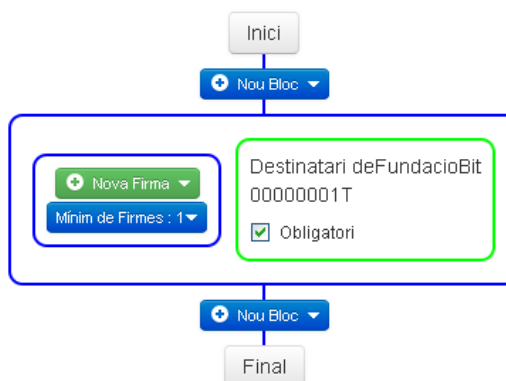 Inici
Nou Bloc
Nova Firma
Mínim de Firmes : 1
Destinatari deFundacioBit
00000001T
Obligatori
Nou Bloc
Final